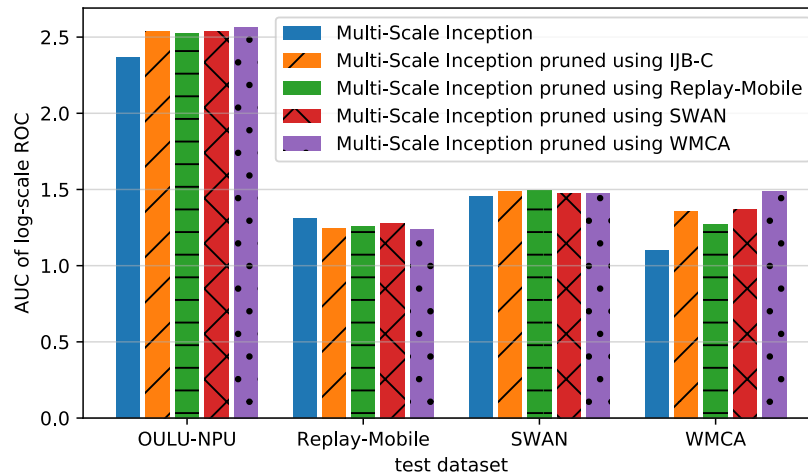 AUC of log-scale ROC
2.5
2.0
1.5
1.0
0.5
0.0
Multi-Scale Inception
Multi-Scale Inception pruned using IJB-C
Multi-Scale Inception pruned using Replay-Mobile
Multi-Scale Inception pruned using SWAN
Multi-Scale Inception pruned using WMCA
OULU-NPU
Replay-Mobile
SWAN
WMCA
test dataset